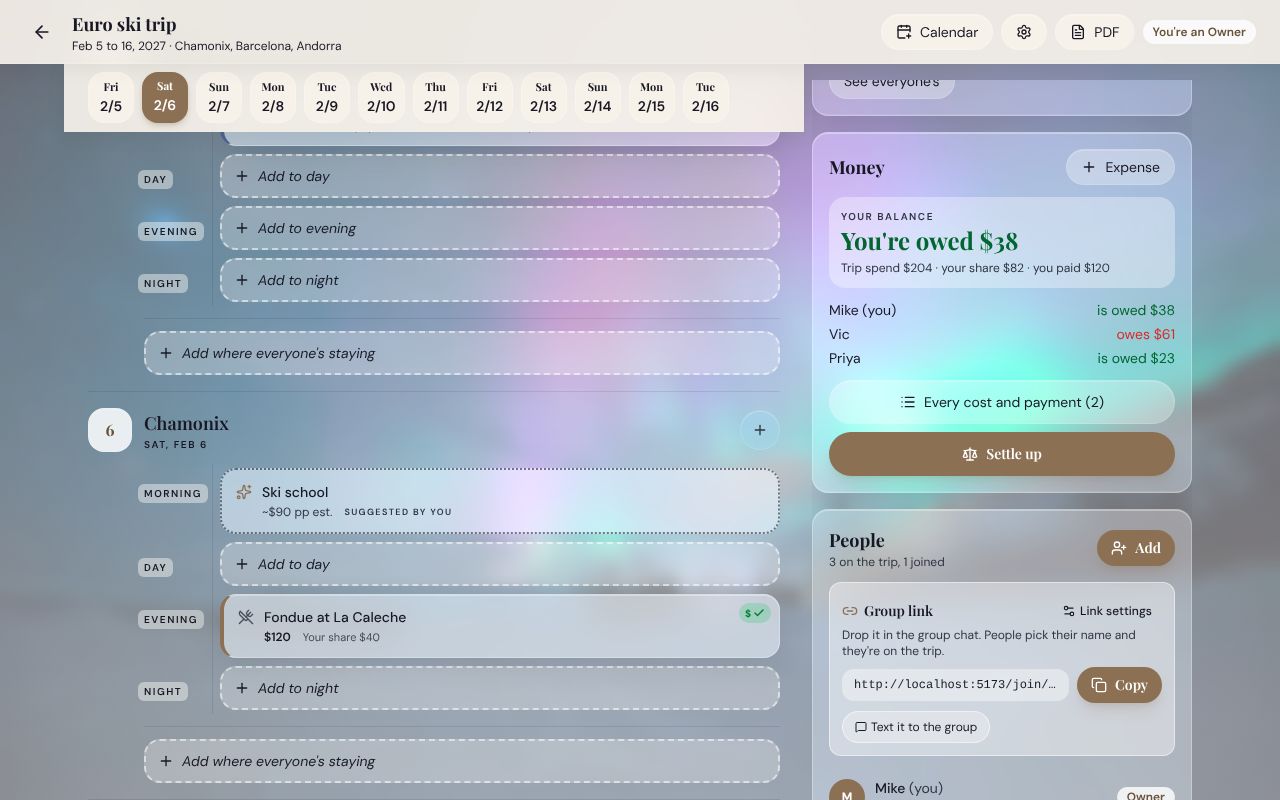 Euro ski trip
Feb 5 to 16, 2027 · Chamonix, Barcelona, Andorra
Calendar
PDF
You're an Owner
Fri 2/5
Sat 2/6
Sun 2/7
Mon 2/8
Tue 2/9
Wed 2/10
Thu 2/11
Fri 2/12
Sat 2/13
Sun 2/14
Mon 2/15
Tue 2/16
DAY
Add to day
EVENING
Add to evening
NIGHT
Add to night
Add where everyone's staying
6
Chamonix
SAT, FEB 6
MORNING
Ski school
~$90 pp est. SUGGESTED BY YOU
DAY
Add to day
EVENING
Fondue at La Caleche
$120 Your share $40
$
NIGHT
Add to night
Add where everyone's staying
See everyone's
Money
Expense
YOUR BALANCE
You're owed $38
Trip spend $204 · your share $82 · you paid $120
Mike (you) is owed $38
Vic owes $61
Priya is owed $23
Every cost and payment (2)
Settle up
People
3 on the trip, 1 joined
Add
Group link
Link settings
Drop it in the group chat. People pick their name and
they're on the trip.
http://localhost:5173/join/…
Copy
Text it to the group
M
Mike (you)
Owner